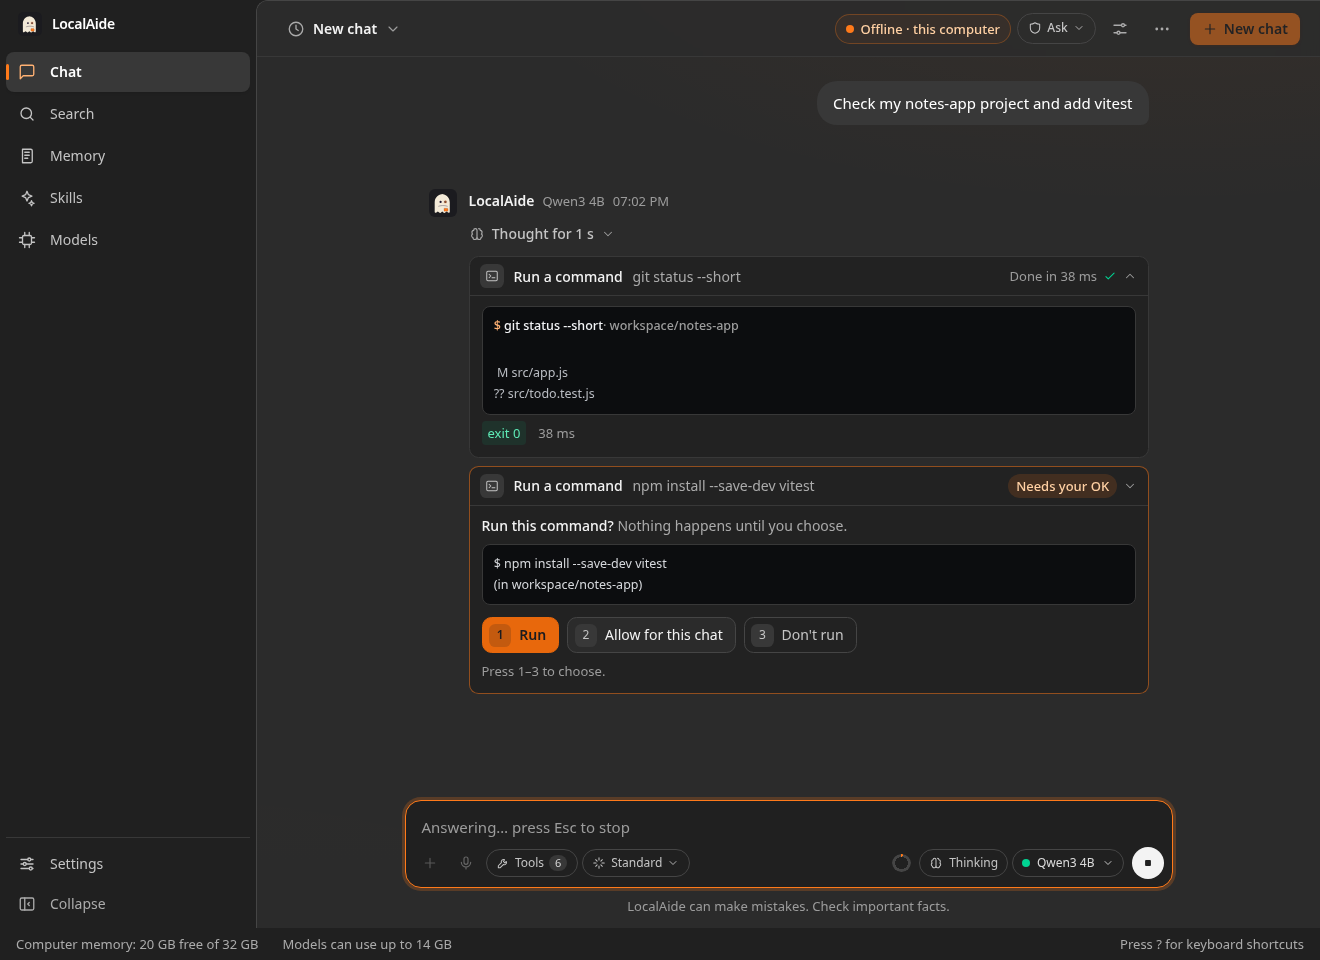 LocalAide
Chat
Search
Memory
Skills
Models
Settings
Collapse
New chat
Offline · this computer
Ask
New chat
Check my notes-app project and add vitest
LocalAide Qwen3 4B 07:02 PM
Thought for 1 s
Run a command git status --short Done in 38 ms
$ git status --short· workspace/notes-app
M src/app.js
?? src/todo.test.js
exit 0 38 ms
Run a command npm install --save-dev vitest Needs your OK
Run this command? Nothing happens until you choose.
$ npm install --save-dev vitest
(in workspace/notes-app)
1 Run 2 Allow for this chat 3 Don't run
Press 1–3 to choose.
Answering... press Esc to stop
Tools 6 Standard Thinking Qwen3 4B
LocalAide can make mistakes. Check important facts.
Computer memory: 20 GB free of 32 GB Models can use up to 14 GB Press ? for keyboard shortcuts